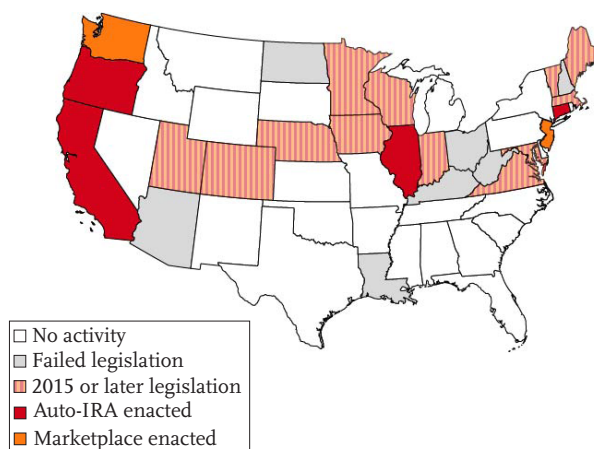 No activity
Failed legislation
2015 or later legislation
Auto-IRA enacted
Marketplace enacted